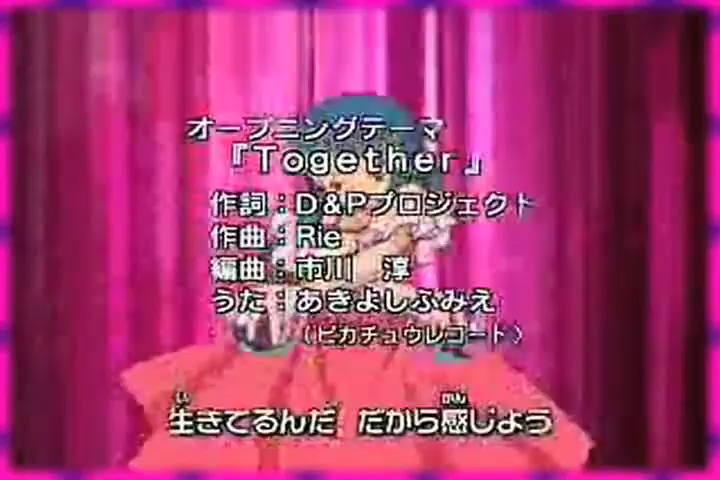 オープニングテーマ
『Together』
作詞：D&Pプロジェクト
作曲：Rie
編曲：市川 淳
うた：あきよしふみえ
（ピカチュウレコード）
い かん
生きてるんだ だから感じよう